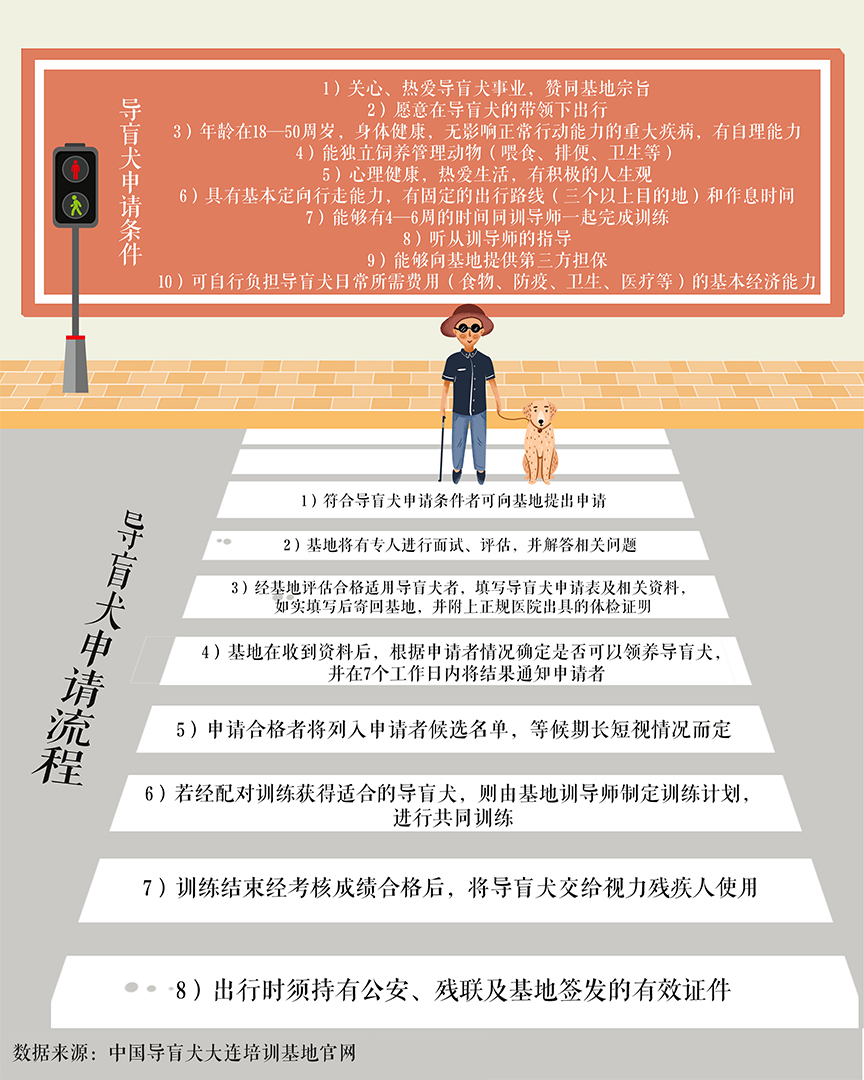 导盲犬申请条件
1）关心、热爱导盲犬事业，赞同基地宗旨
2）愿意在导盲犬的带领下出行
3）年龄在18—50周岁，身体健康，无影响正常行动能力的重大疾病，有自理能力
4）能独立饲养管理动物（喂食、排便、卫生等）
5）心理健康，热爱生活，有积极的人生观
6）具有基本定向行走能力，有固定的出行路线（三个以上目的地）和作息时间
7）能够有4—6周的时间同训导师一起完成训练
8）听从训导师的指导
9）能够向基地提供第三方担保
10）可自行负担导盲犬日常所需费用（食物、防疫、卫生、医疗等）的基本经济能力
导盲犬申请流程
1）符合导盲犬申请条件者可向基地提出申请
2）基地将有专人进行面试、评估，并解答相关问题
3）经基地评估合格适用导盲犬者，填写导盲犬申请表及相关资料，
如实填写后寄回基地，并附上正规医院出具的体检证明
4）基地在收到资料后，根据申请者情况确定是否可以领养导盲犬，
并在7个工作日内将结果通知申请者
5）申请合格者将列入申请者候选名单，等候期长短视情况而定
6）若经配对训练获得适合的导盲犬，则由基地训导师制定训练计划，
进行共同训练
7）训练结束经考核成绩合格后，将导盲犬交给视力残疾人使用
8）出行时须持有公安、残联及基地签发的有效证件
数据来源：中国导盲犬大连培训基地官网